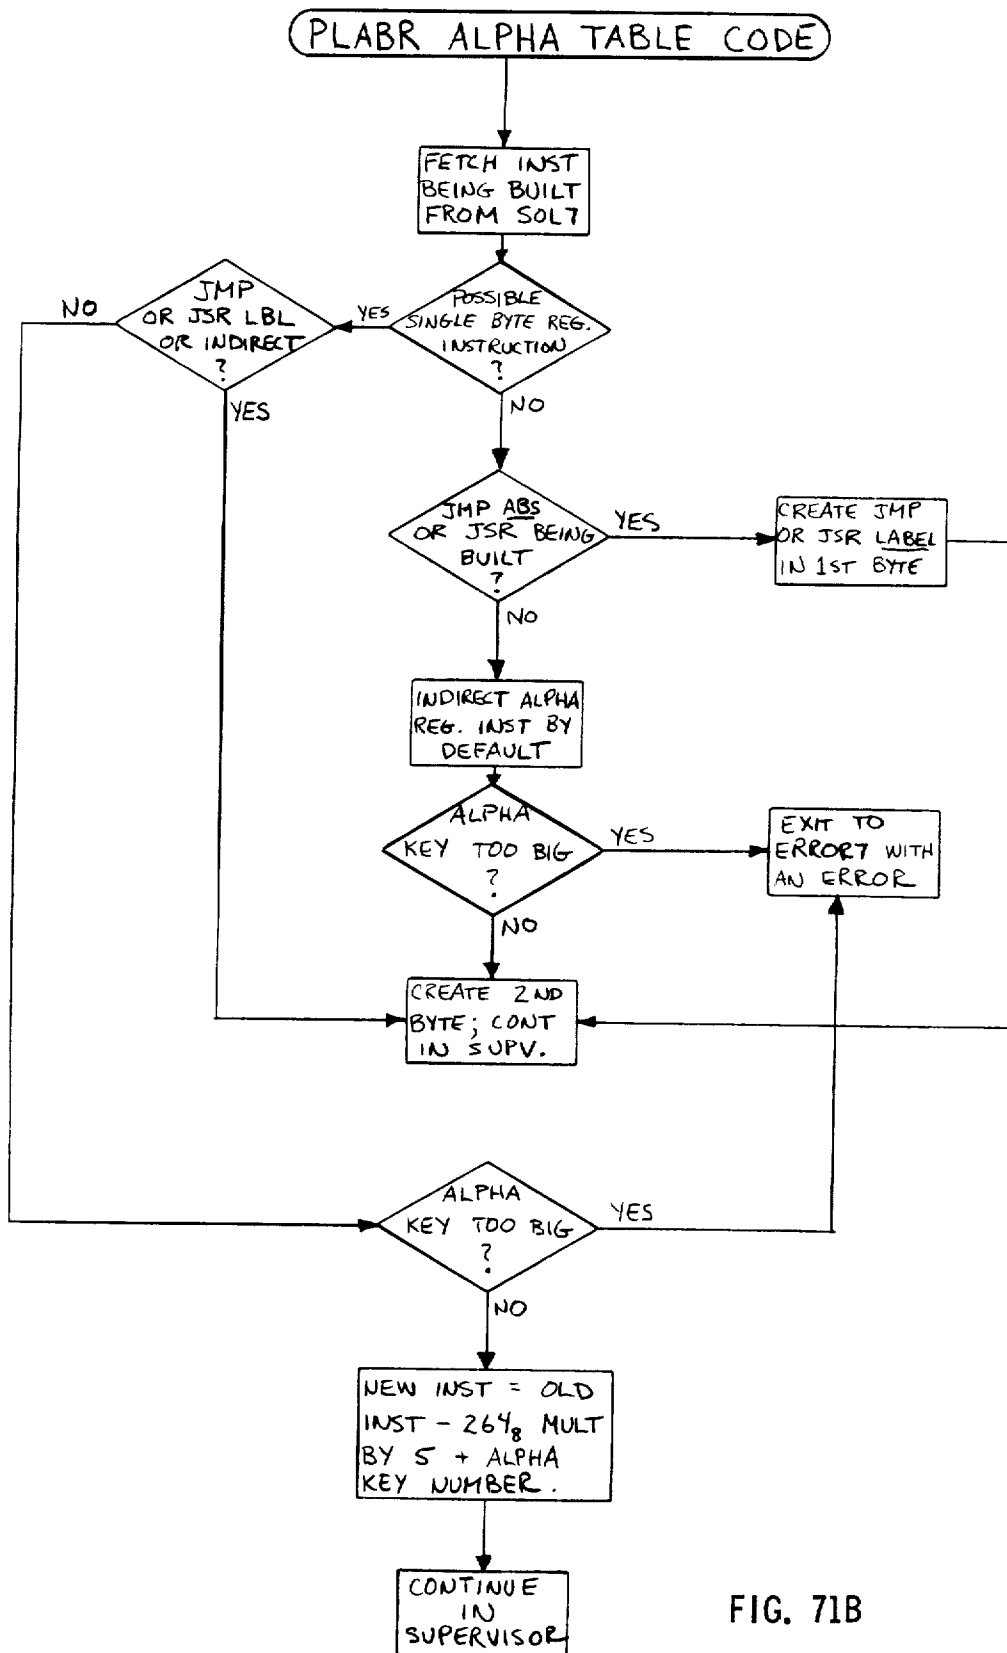 PLABR ALPHA TABLE CODE
FETCH INST
BEING BUILT
FROM SOL7
POSSIBLE
SINGLE BYTE REG.
INSTRUCTION
?
YES
NO
JMP
OR JSR LBL
OR INDIRECT
?
NO
YES
JMP ABS
OR JSR BEING
BUILT
?
YES
NO
CREATE JMP
OR JSR LABEL
IN 1ST BYTE
INDIRECT ALPHA
REG. INST BY
DEFAULT
ALPHA
KEY TOO BIG
?
YES
NO
EXIT TO
ERROR7 WITH
AN ERROR
CREATE 2ND
BYTE; CONT
IN SUPV.
ALPHA
KEY TOO BIG
?
YES
NO
NEW INST = OLD
INST - 264₈ MULT
BY 5 + ALPHA
KEY NUMBER.
CONTINUE
IN
SUPERVISOR
FIG. 71B